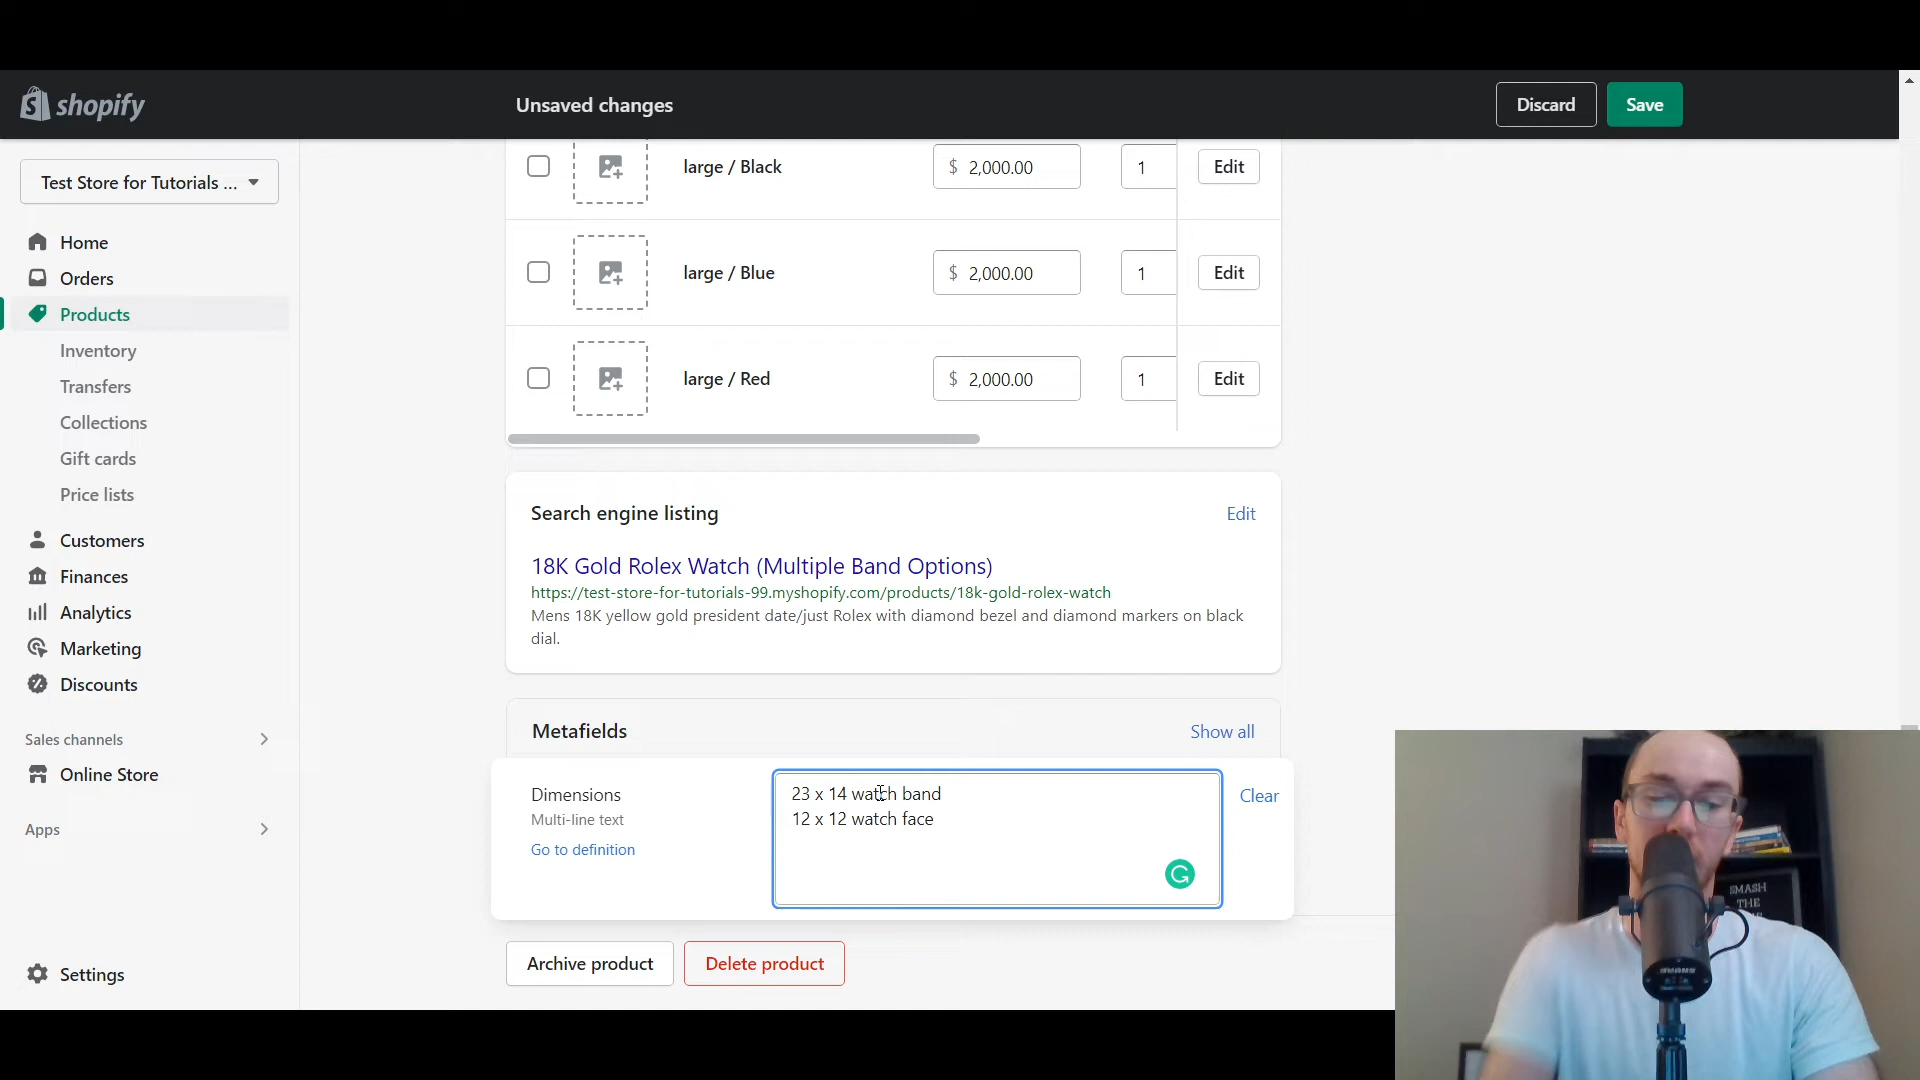 shopify
Unsaved changes
Discard
Save
Test Store for Tutorials ...
Home
Orders
Products
Inventory
Transfers
Collections
Gift cards
Price lists
Customers
Finances
Analytics
Marketing
Discounts
Sales channels
Online Store
Apps
Settings
large / Black
$ 2,000.00
1
Edit
large / Blue
$ 2,000.00
1
Edit
large / Red
$ 2,000.00
1
Edit
Search engine listing
Edit
18K Gold Rolex Watch (Multiple Band Options)
https://test-store-for-tutorials-99.myshopify.com/products/18k-gold-rolex-watch
Mens 18K yellow gold president date/just Rolex with diamond bezel and diamond markers on black
dial.
Metafields
Show all
Dimensions
Multi-line text
Go to definition
23 x 14 watch band
12 x 12 watch face
Clear
Archive product
Delete product
SMASH
THE